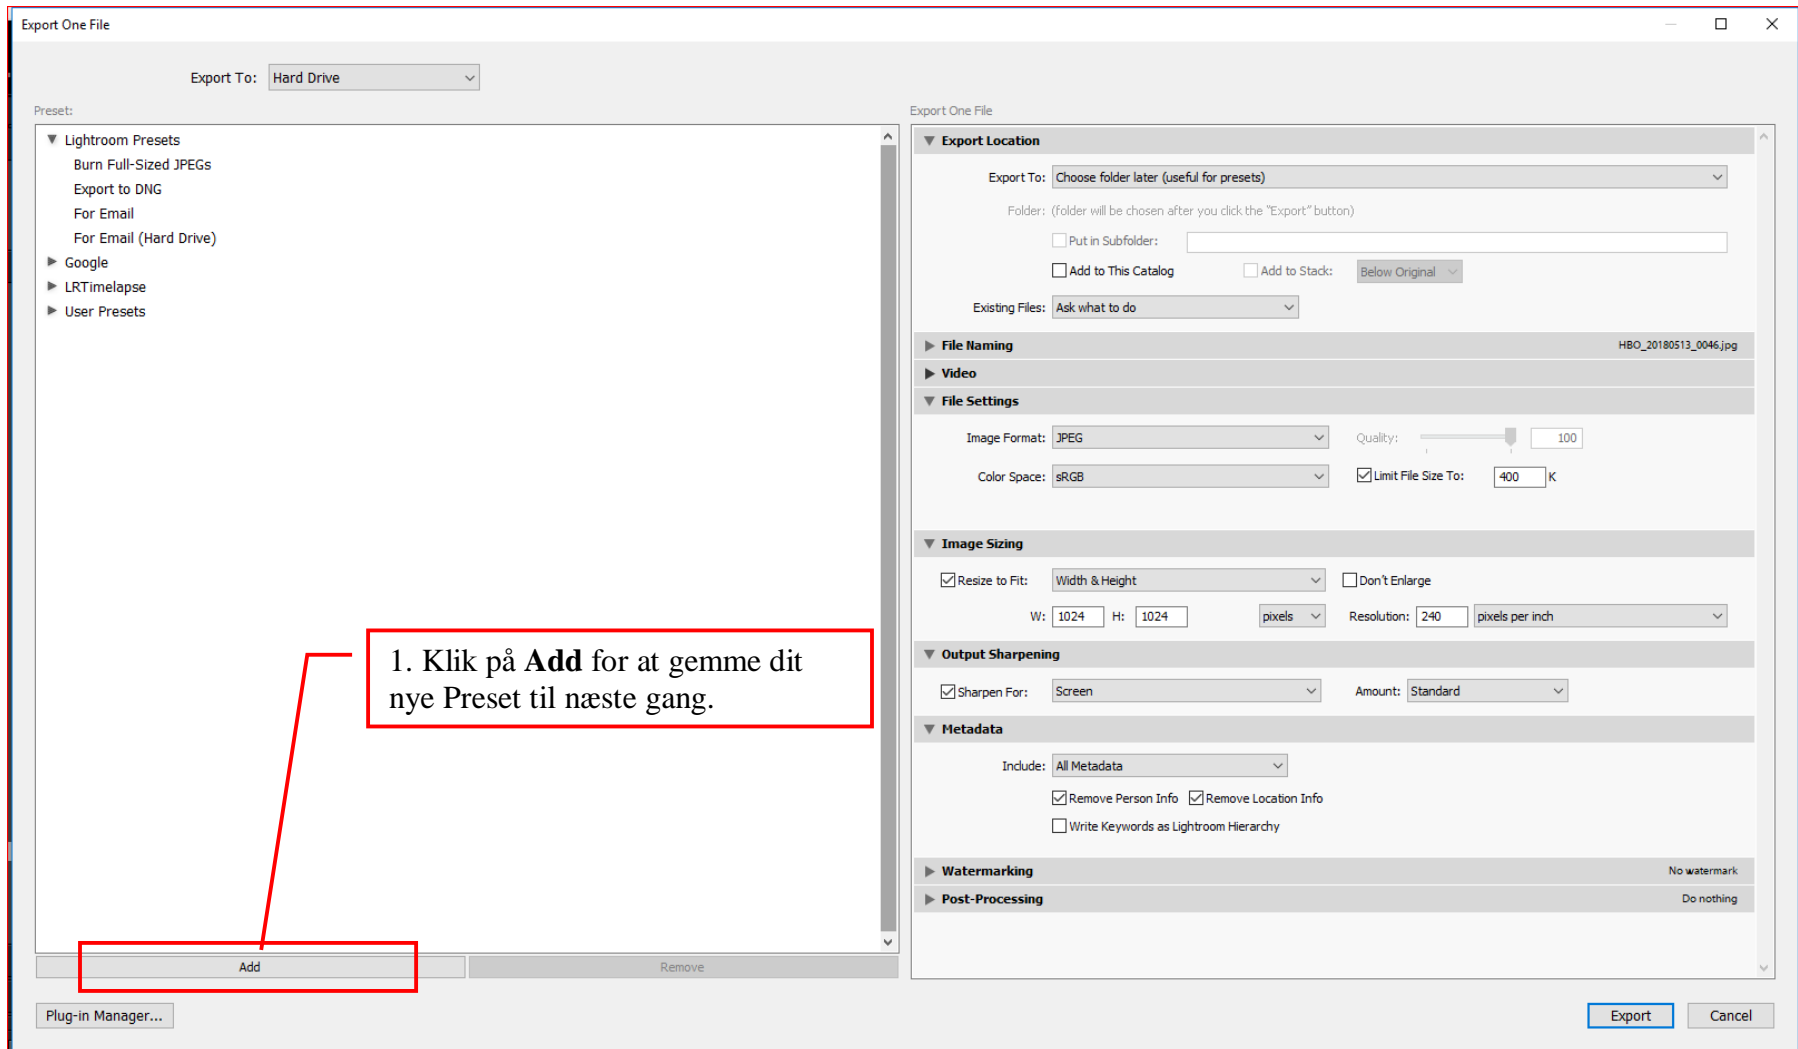 Export One File
Export To: Hard Drive
Preset:
Lightroom Presets
Burn Full-Sized JPEGs
Export to DNG
For Email
For Email (Hard Drive)
Google
LRTimelapse
User Presets
1. Klik på Add for at gemme dit
nye Preset til næste gang.
Add
Remove
Plug-in Manager...
Export One File
Export Location
Export To: Choose folder later (useful for presets)
Folder: (folder will be chosen after you click the "Export" button)
Put in Subfolder:
Add to This Catalog Add to Stack: Below Original
Existing Files: Ask what to do
File Naming HBO_20180513_0046.jpg
Video
File Settings
Image Format: JPEG Quality: 100
Color Space: sRGB Limit File Size To: 400 K
Image Sizing
Resize to Fit: Width & Height Don't Enlarge
W: 1024 H: 1024 pixels Resolution: 240 pixels per inch
Output Sharpening
Sharpen For: Screen Amount: Standard
Metadata
Include: All Metadata
Remove Person Info Remove Location Info
Write Keywords as Lightroom Hierarchy
Watermarking No watermark
Post-Processing Do nothing
Export Cancel